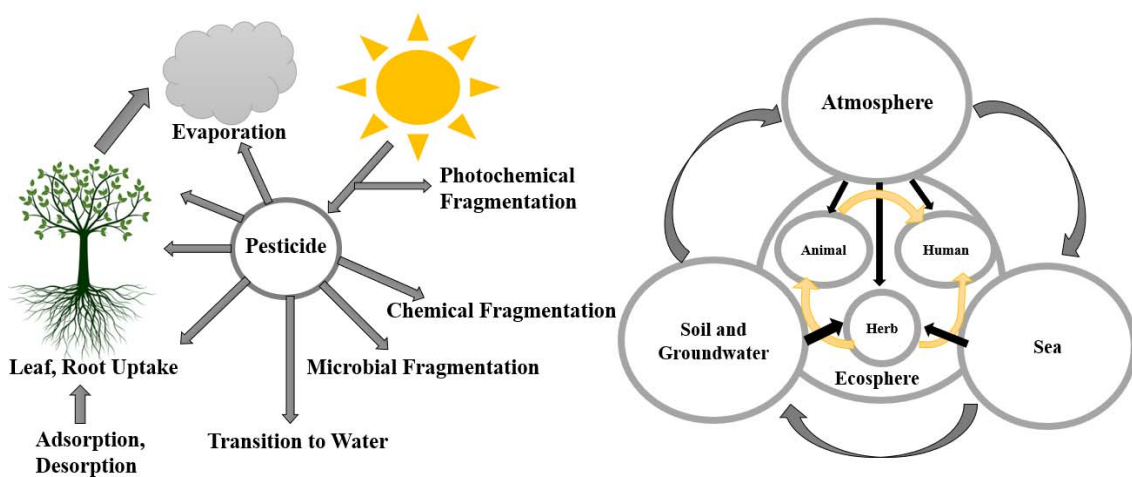 Evaporation
Photochemical
Fragmentation
Pesticide
Chemical Fragmentation
Leaf, Root Uptake
Microbial Fragmentation
Adsorption,
Desorption
Transition to Water
Atmosphere
Animal
Human
Soil and
Groundwater
Herb
Sea
Ecosphere